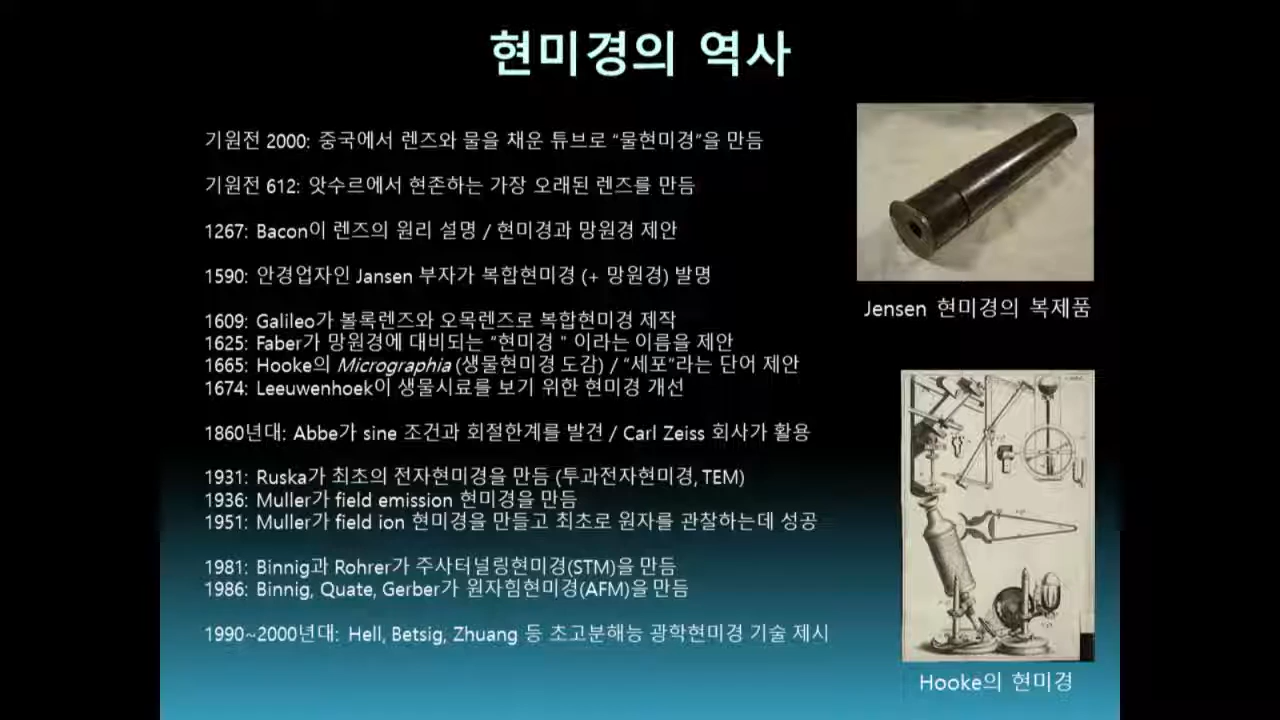 현미경의 역사
기원전 2000: 중국에서 렌즈와 물을 채운 튜브로 “물현미경”을 만듬
기원전 612: 앗수르에서 현존하는 가장 오래된 렌즈를 만듬
1267: Bacon이 렌즈의 원리 설명 / 현미경과 망원경 제안
1590: 안경업자인 Jansen 부자가 복합현미경 (+ 망원경) 발명
1609: Galileo가 볼록렌즈와 오목렌즈로 복합현미경 제작
1625: Faber가 망원경에 대비되는 “현미경 " 이라는 이름을 제안
1665: Hooke의 Micrographia (생물현미경 도감) / “세포”라는 단어 제안
1674: Leeuwenhoek이 생물시료를 보기 위한 현미경 개선
1860년대: Abbe가 sine 조건과 회절한계를 발견 / Carl Zeiss 회사가 활용
1931: Ruska가 최초의 전자현미경을 만듬 (투과전자현미경, TEM)
1936: Muller가 field emission 현미경을 만듬
1951: Muller가 field ion 현미경을 만들고 최초로 원자를 관찰하는데 성공
1981: Binnig과 Rohrer가 주사터널링현미경(STM)을 만듬
1986: Binnig, Quate, Gerber가 원자힘현미경(AFM)을 만듬
1990~2000년대: Hell, Betsig, Zhuang 등 초고분해능 광학현미경 기술 제시
Jensen 현미경의 복제품
Hooke의 현미경